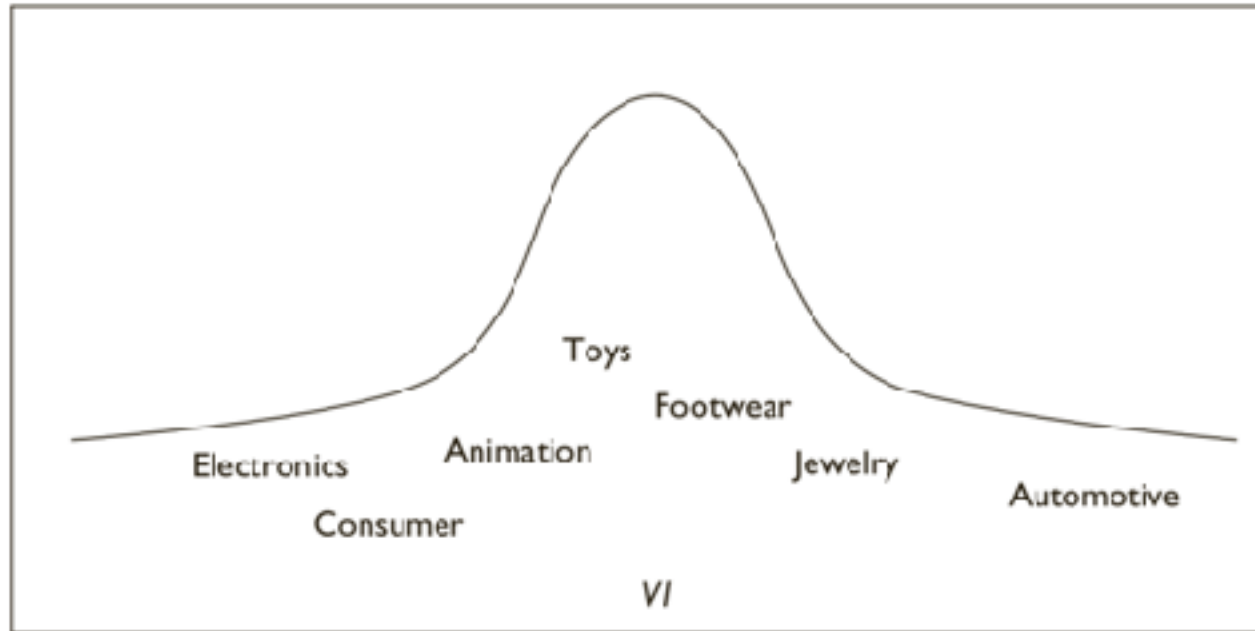 Toys
Footwear
Animation
Electronics
Jewelry
Automotive
Consumer
VI